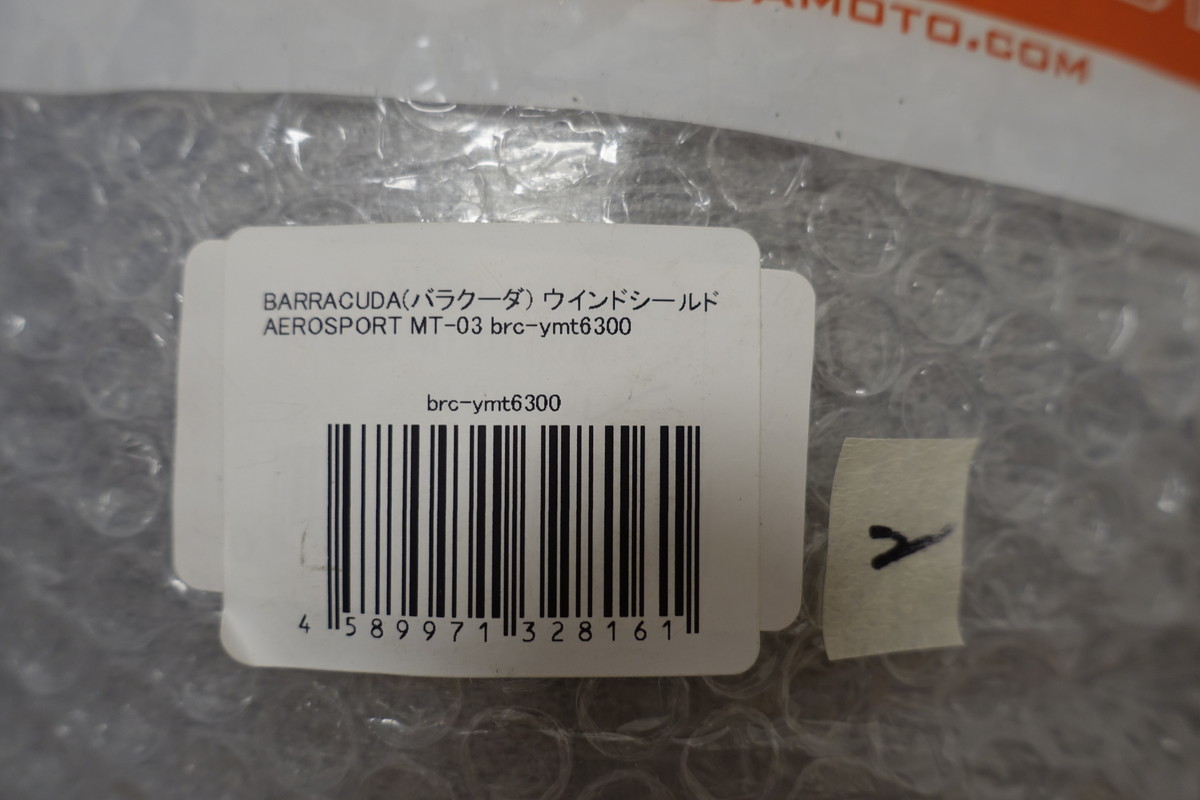 DAMOTO.COM
BARRACUDA(バラクーダ) ウインドシールド
AEROSPORT MT-03 brc-ymt6300
brc-ymt6300
4 589971 328161
Y